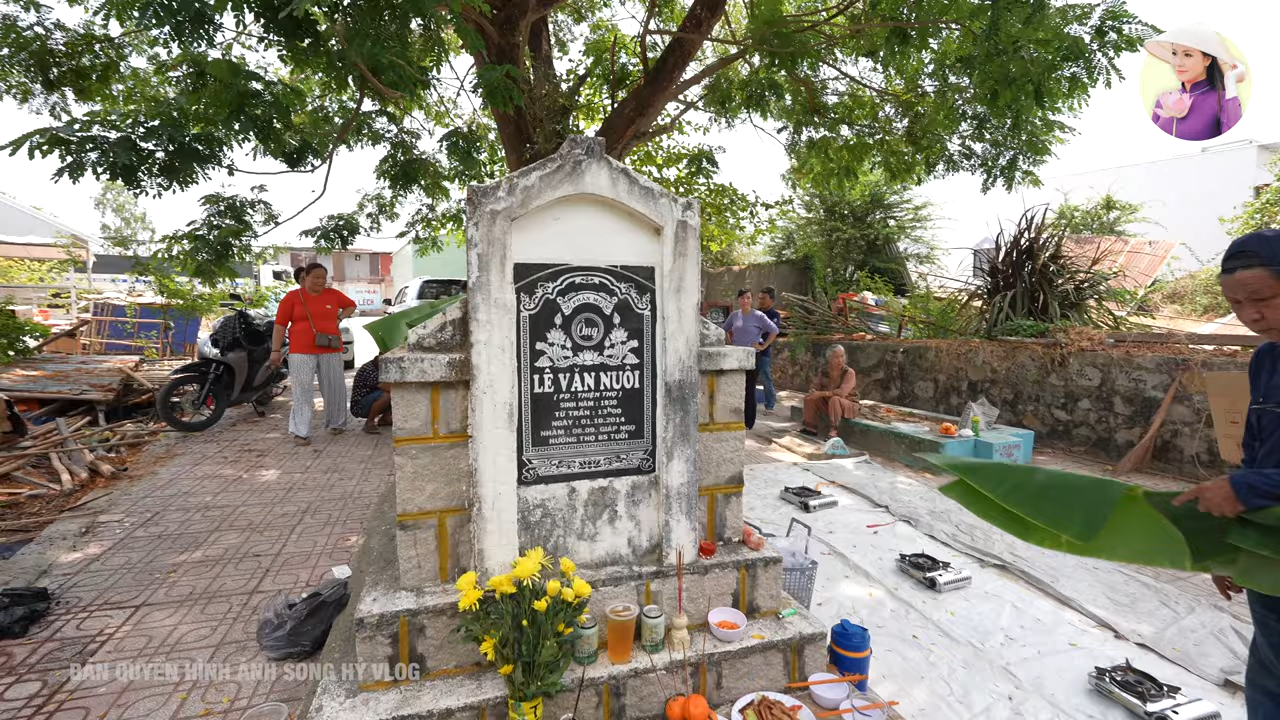 PHẦN MỘ
Ông
LÊ VĂN NUÔI
( PD : THIỆN THỌ )
SINH NĂM : 1930
TỪ TRẦN : 13h00
NGÀY : 01.10.2014
NHẰM : 08.09. GIÁP NGỌ
HƯỞNG THỌ 85 TUỔI
LẾCH
BẢN QUYỀN HÌNH ẢNH SONG HỶ VLOG